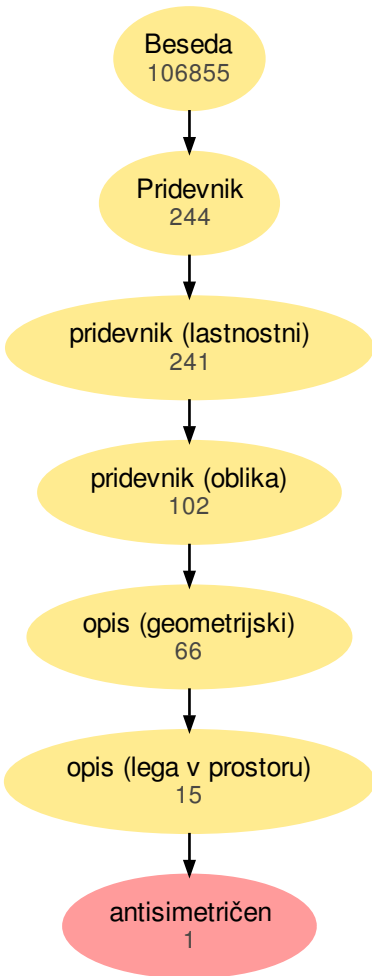 Beseda
106855
Pridevnik
244
pridevnik (lastnostni)
241
pridevnik (oblika)
102
opis (geometrijski)
66
opis (lega v prostoru)
15
antisimetričen
1